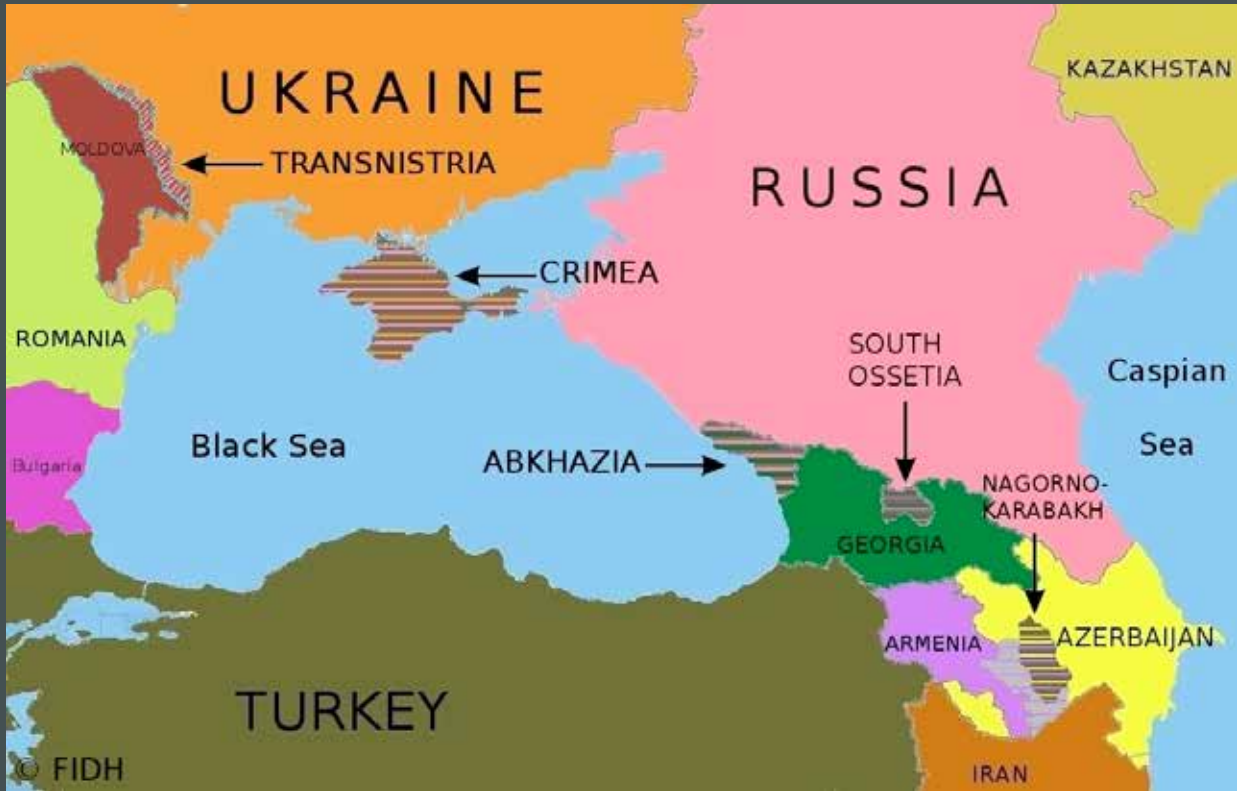 UKRAINE
KAZAKHSTAN
MOLDOVA
TRANSNISTRIA
RUSSIA
CRIMEA
ROMANIA
SOUTH
OSSETIA
Caspian
Sea
Black Sea
Bulgaria
ABKHAZIA
NAGORNO-
KARABAKH
GEORGIA
ARMENIA
AZERBAIJAN
TURKEY
© FIDH
IRAN